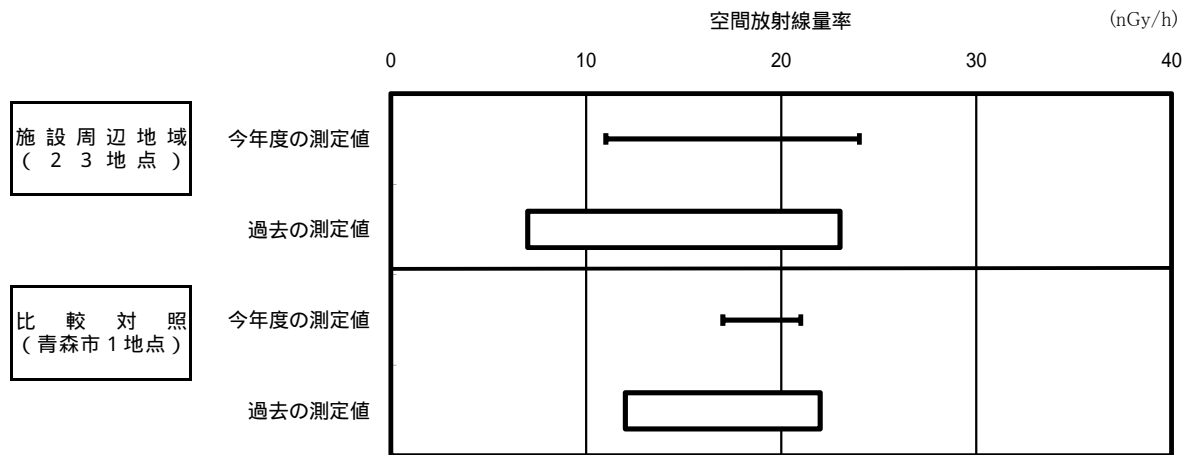 空間放射線量率
(nGy/h)
0 10 20 30 40
施設周辺地域
(23地点)
今年度の測定値
過去の測定値
比較対照
(青森市1地点)
今年度の測定値
過去の測定値